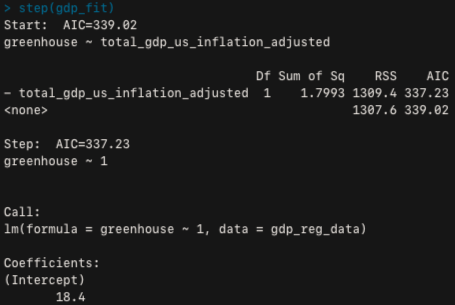 > step(gdp_fit)
Start:  AIC=339.02
greenhouse ~ total_gdp_us_inflation_adjusted

                                  Df Sum of Sq    RSS    AIC
- total_gdp_us_inflation_adjusted  1    1.7993 1309.4 337.23
<none>                                         1307.6 339.02

Step:  AIC=337.23
greenhouse ~ 1


Call:
lm(formula = greenhouse ~ 1, data = gdp_reg_data)

Coefficients:
(Intercept)
       18.4